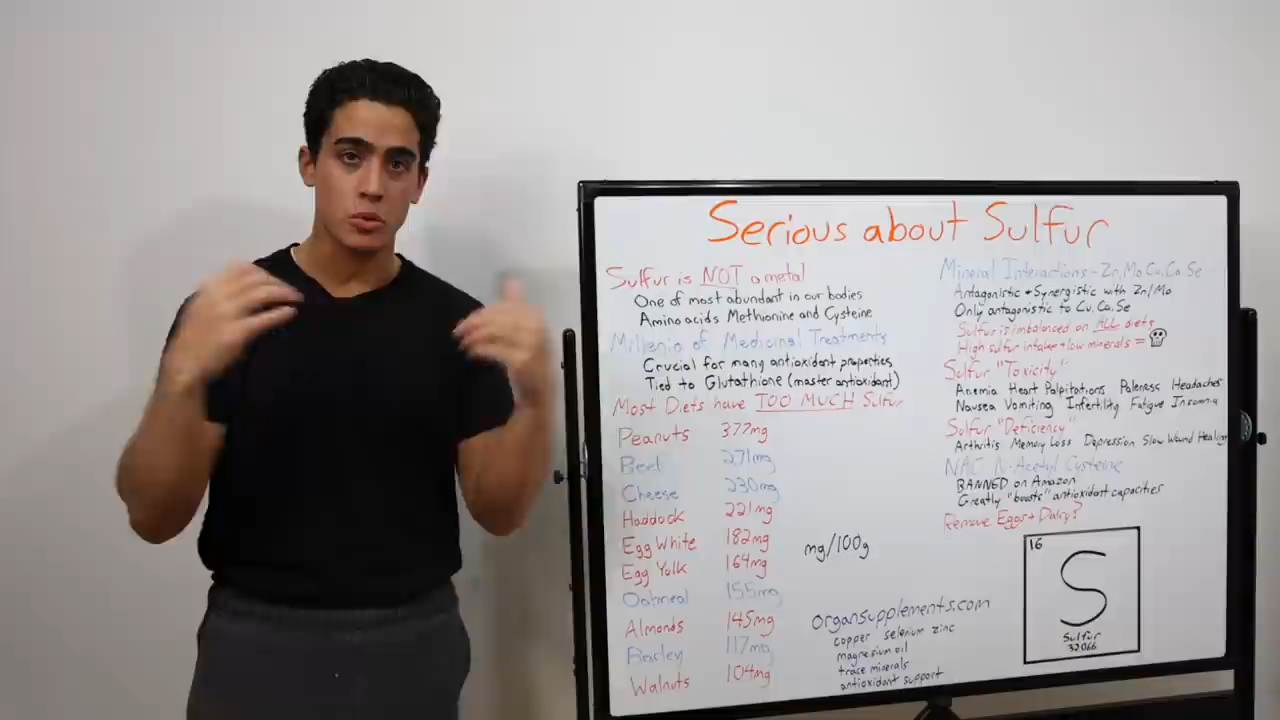 Serious about Sulfur
Sulfur is NOT a metal
One of most abundant in our bodies
Amino acids Methionine and Cysteine
Millenia of Medicinal Treatments
Crucial for many antioxidant properties
Tied to Glutathione (master antioxidant)
Most Diets have TOO MUCH Sulfur
Peanuts 377mg
Beef 271mg
Cheese 230mg
Haddock 221mg
Egg White 182mg
Egg Yolk 164mg
Oatmeal 155mg
Almonds 145mg
Barley 117mg
Walnuts 104mg
mg/100g
organsupplements.com
copper selenium zinc
magnesium oil
trace minerals
antioxidant support
Mineral Interactions - Zn, Mo, Cu, Ca, Se
Antagonistic + Synergistic with Zn/Mo
Only antagonistic to Cu, Ca, Se
Sulfur is imbalanced on ALL diets
High sulfur intake + low minerals =
Sulfur "Toxicity"
Anemia Heart Palpitations Paleness Headaches
Nausea Vomiting Infertility Fatigue Insomnia
Sulfur "Deficiency"
Arthritis Memory Loss Depression Slow Wound Healing
NAC N-Acetyl Cysteine
BANNED on Amazon
Greatly "boosts" antioxidant capacities
Remove Eggs + Dairy?
16
S
Sulfur
32.066